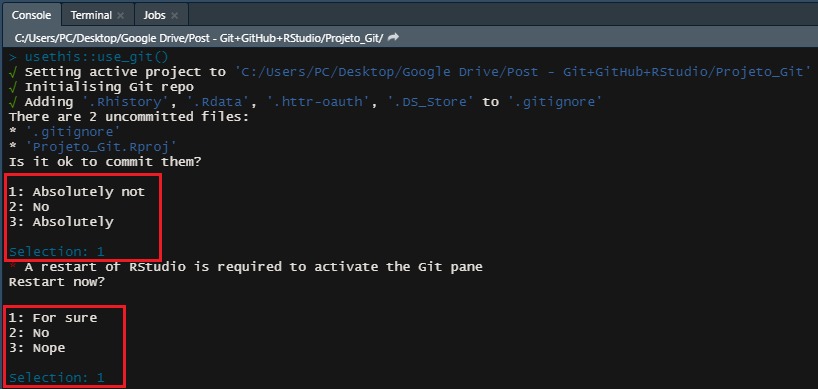 Console Terminal × Jobs ×
C:/Users/PC/Desktop/Google Drive/Post - Git+GitHub+RStudio/Projeto_Git/
> usethis::use_git()
√ Setting active project to 'C:/Users/PC/Desktop/Google Drive/Post - Git+GitHub+RStudio/Projeto_Git'
√ Initialising Git repo
√ Adding '.Rhistory', '.Rdata', '.httr-oauth', '.DS_Store' to '.gitignore'
There are 2 uncommitted files:
* '.gitignore'
* 'Projeto_Git.Rproj'
Is it ok to commit them?
1: Absolutely not
2: No
3: Absolutely
Selection: 1
* A restart of RStudio is required to activate the Git pane
Restart now?
1: For sure
2: No
3: Nope
Selection: 1